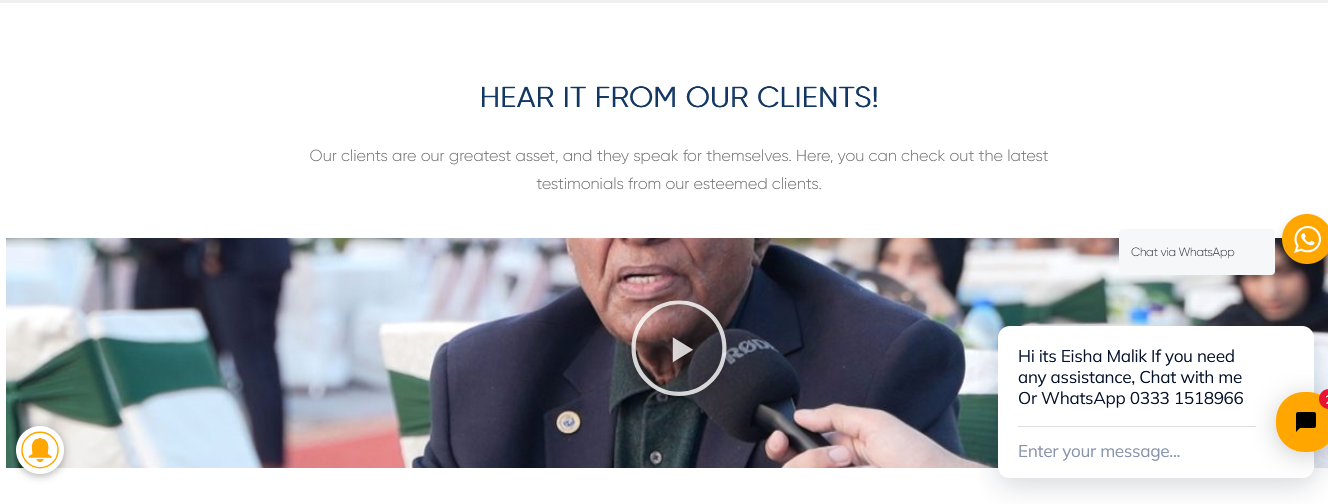 HEAR IT FROM OUR CLIENTS!
Our clients are our greatest asset, and they speak for themselves. Here, you can check out the latest
testimonials from our esteemed clients.
Chat via WhatsApp
RØDE
Hi its Eisha Malik If you need
any assistance, Chat with me
Or WhatsApp 0333 1518966
Enter your message...